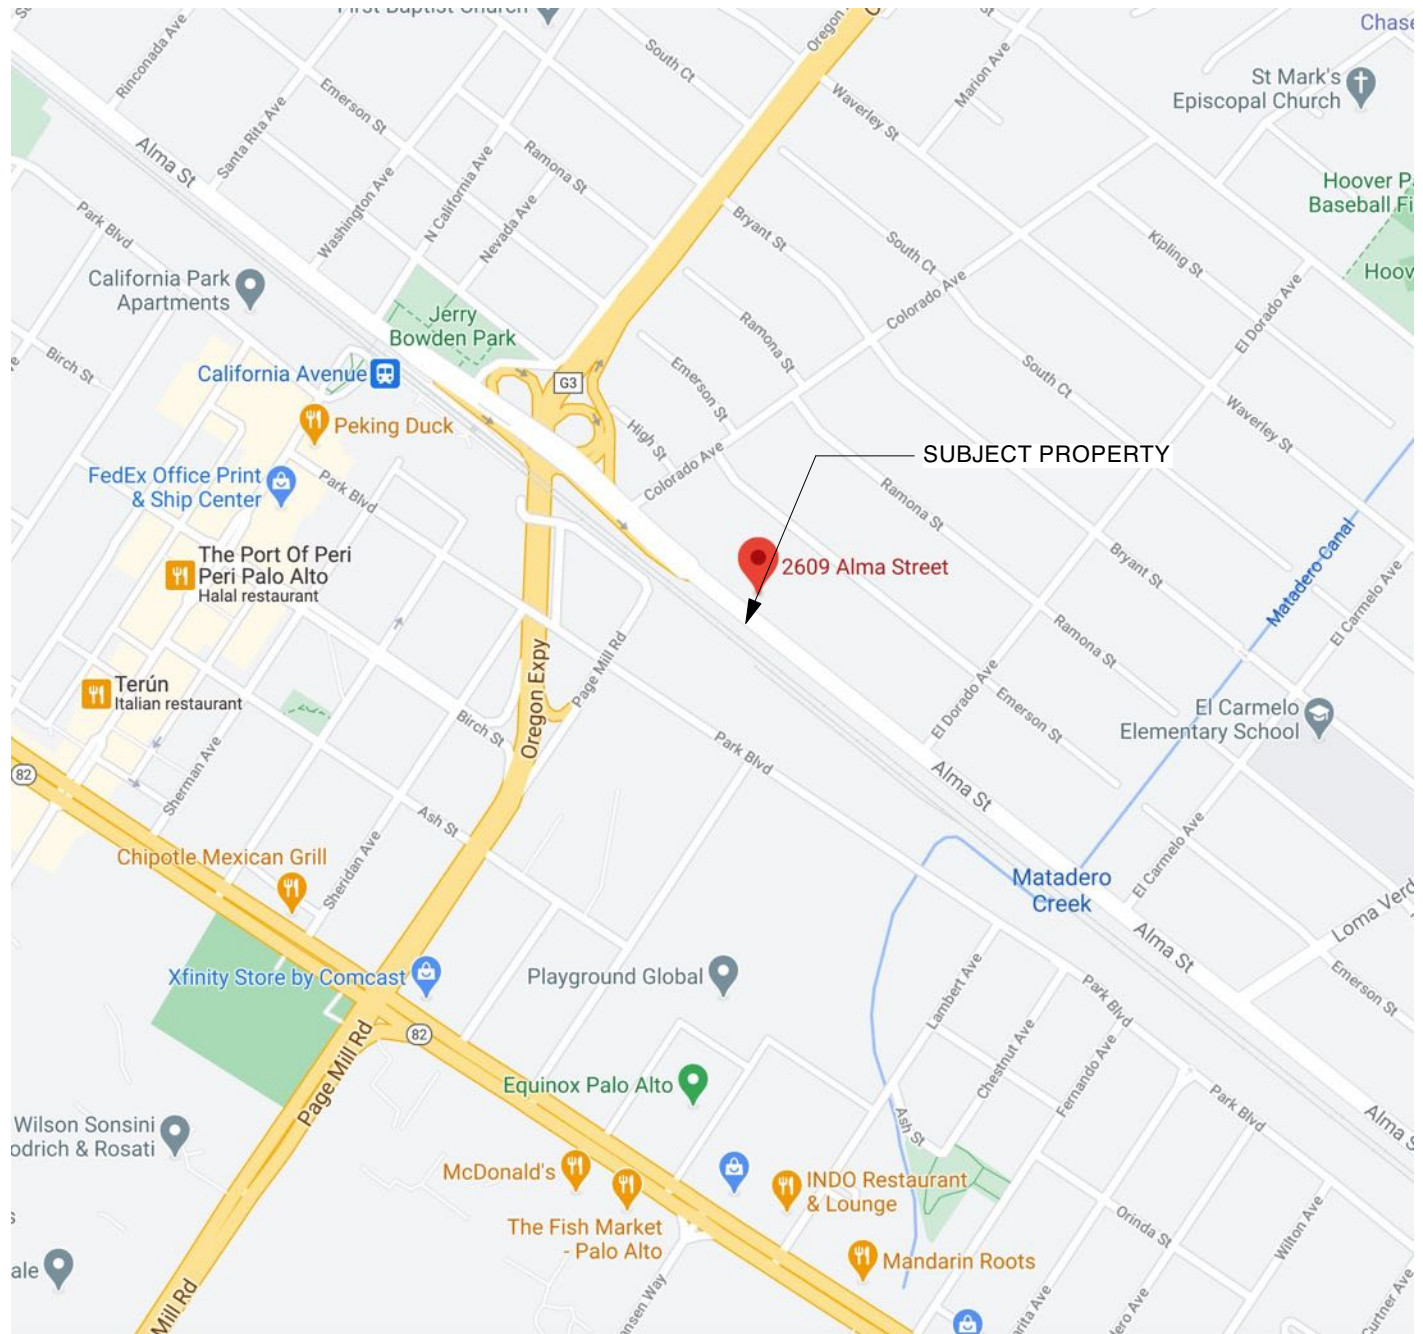 First Baptist Church
Chase
Rinconada Ave
Emerson St
South Ct
Oregon
Marion Ave
Waverley St
St Mark's
Episcopal Church
Alma St
Santa Rita Ave
Washington Ave
N California Ave
Ramona St
Nevada Ave
Bryant St
South Ct
Kipling St
Hoover
Baseball
Park Blvd
California Park
Apartments
Jerry
Bowden Park
Colorado Ave
El Dorado Ave
Birch St
California Avenue
G3
Ramona St
Emerson St
South Ct
Waverley St
Peking Duck
High St
Colorado Ave
SUBJECT PROPERTY
FedEx Office Print
& Ship Center
Park Blvd
Ramona St
The Port Of Peri
Peri Palo Alto
Halal restaurant
2609 Alma Street
Bryant St
Matadero Canal
El Carmelo Ave
Ramona St
Terún
Italian restaurant
Page Mill Rd
Oregon Expy
Birch St
El Dorado Ave
Emerson St
El Carmelo
Elementary School
Park Blvd
82
Sherman Ave
Alma St
Ash St
Chipotle Mexican Grill
Sheridan Ave
Matadero
Creek
El Carmelo Ave
Loma Verd
Alma St
Xfinity Store by Comcast
Playground Global
Lambert Ave
Park Blvd
Emerson St
82
Page Mill Rd
Chestnut Ave
Fernando Ave
Equinox Palo Alto
Ash St
Park Blvd
Alma S
Wilson Sonsini
odrich & Rosati
McDonald's
INDO Restaurant
& Lounge
The Fish Market
- Palo Alto
Orinda St
Wilton Ave
Mandarin Roots
ale
Mill Rd
ansen Way
arita Ave
dero Ave
Curtner Ave